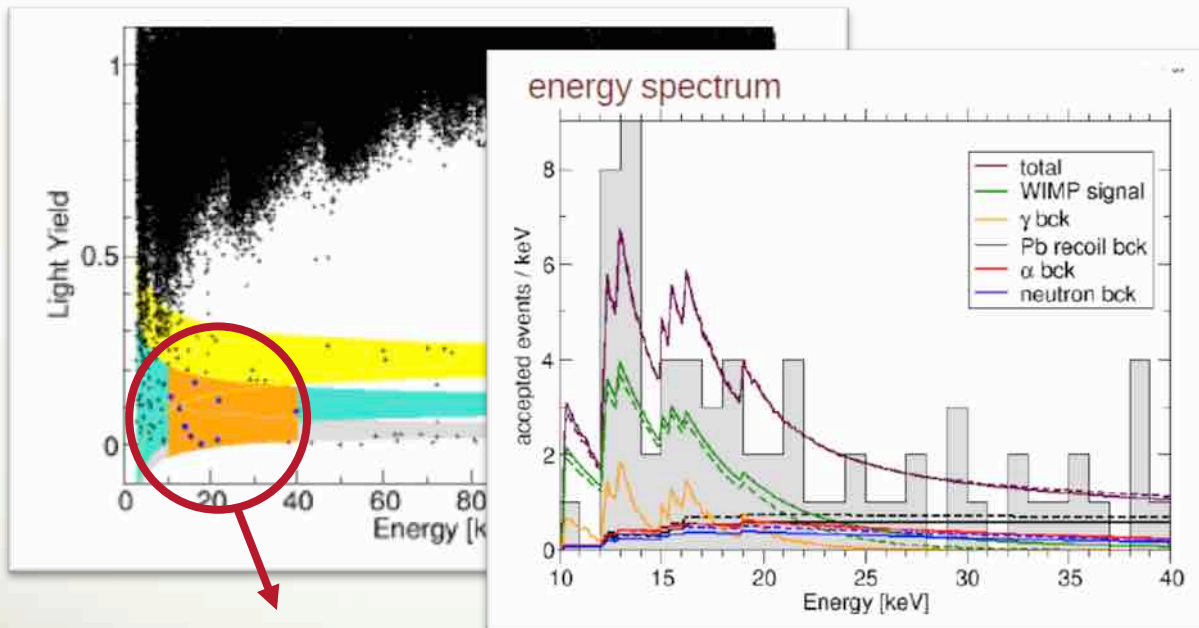 1
0.5
0
Light Yield
0 20 40 60 80
Energy [k
energy spectrum
8
6
4
2
0
accepted events / keV
total
WIMP signal
γ bck
Pb recoil bck
α bck
neutron bck
10 15 20 25 30 35 40
Energy [keV]